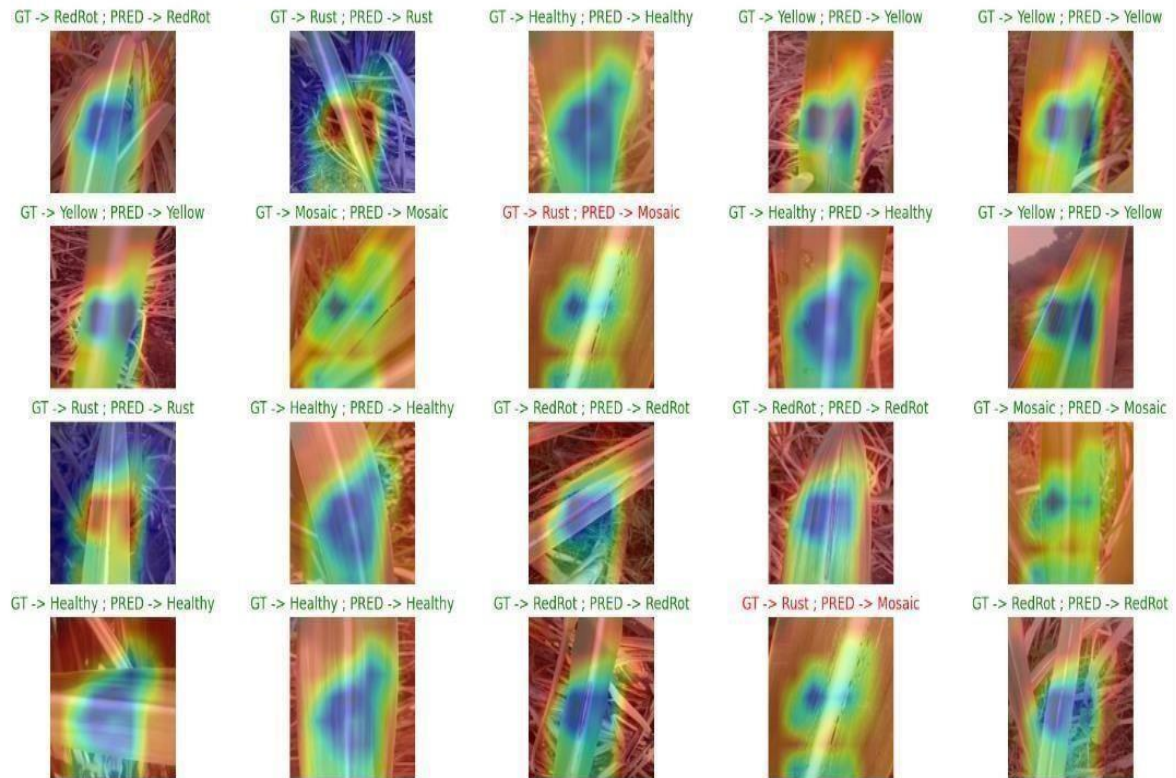 GT -> RedRot ; PRED -> RedRot
GT -> Rust ; PRED -> Rust
GT -> Healthy ; PRED -> Healthy
GT -> Yellow ; PRED -> Yellow
GT -> Yellow ; PRED -> Yellow
GT -> Yellow ; PRED -> Yellow
GT -> Mosaic ; PRED -> Mosaic
GT -> Rust ; PRED -> Mosaic
GT -> Healthy ; PRED -> Healthy
GT -> Yellow ; PRED -> Yellow
GT -> Rust ; PRED -> Rust
GT -> Healthy ; PRED -> Healthy
GT -> RedRot ; PRED -> RedRot
GT -> RedRot ; PRED -> RedRot
GT -> Mosaic ; PRED -> Mosaic
GT -> Healthy ; PRED -> Healthy
GT -> Healthy ; PRED -> Healthy
GT -> RedRot ; PRED -> RedRot
GT -> Rust ; PRED -> Mosaic
GT -> RedRot ; PRED -> RedRot